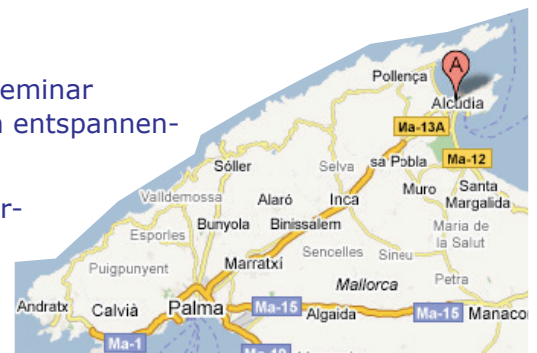 eminar
entspannen-
r-
Pollença
A
Alcúdia
Ma-13A
Sóller
Selva
sa Pobla
Ma-12
Valldemossa
Alaró
Inca
Muro
Santa
Margalida
Esporles
Bunyola
Binissalem
Maria de
la Salut
Puigpunyent
Marratxí
Sencelles
Sineu
Mallorca
Petra
Andratx
Calvià
Palma
Ma-15
Algaida
Ma-15
Manaco
Ma-1